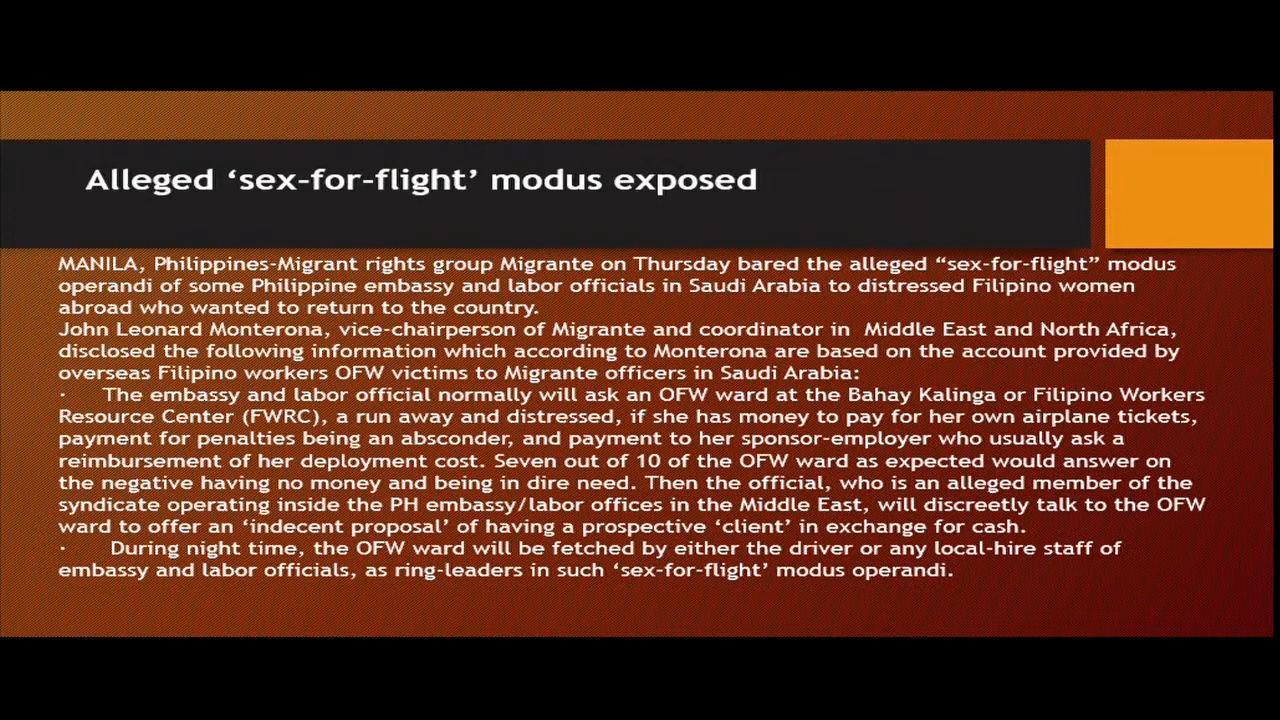 Alleged ‘sex-for-flight’ modus exposed
MANILA, Philippines-Migrant rights group Migrante on Thursday bared the alleged “sex-for-flight” modus
operandi of some Philippine embassy and labor officials in Saudi Arabia to distressed Filipino women
abroad who wanted to return to the country.
John Leonard Monterona, vice-chairperson of Migrante and coordinator in Middle East and North Africa,
disclosed the following information which according to Monterona are based on the account provided by
overseas Filipino workers OFW victims to Migrante officers in Saudi Arabia:
· The embassy and labor official normally will ask an OFW ward at the Bahay Kalinga or Filipino Workers
Resource Center (FWRC), a run away and distressed, if she has money to pay for her own airplane tickets,
payment for penalties being an absconder, and payment to her sponsor-employer who usually ask a
reimbursement of her deployment cost. Seven out of 10 of the OFW ward as expected would answer on
the negative having no money and being in dire need. Then the official, who is an alleged member of the
syndicate operating inside the PH embassy/labor offices in the Middle East, will discreetly talk to the OFW
ward to offer an ‘indecent proposal’ of having a prospective ‘client’ in exchange for cash.
· During night time, the OFW ward will be fetched by either the driver or any local-hire staff of
embassy and labor officials, as ring-leaders in such ‘sex-for-flight’ modus operandi.